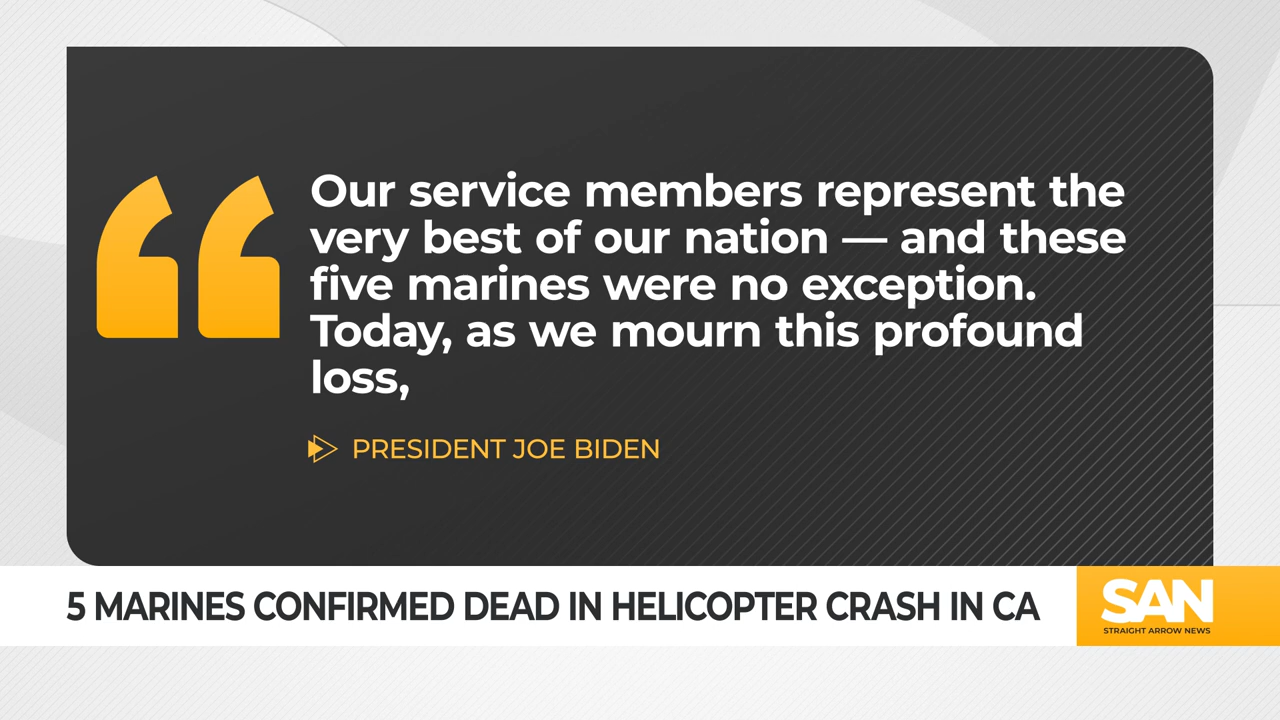 Our service members represent the
very best of our nation — and these
five marines were no exception.
Today, as we mourn this profound
loss,
PRESIDENT JOE BIDEN
5 MARINES CONFIRMED DEAD IN HELICOPTER CRASH IN CA
SAN
STRAIGHT ARROW NEWS